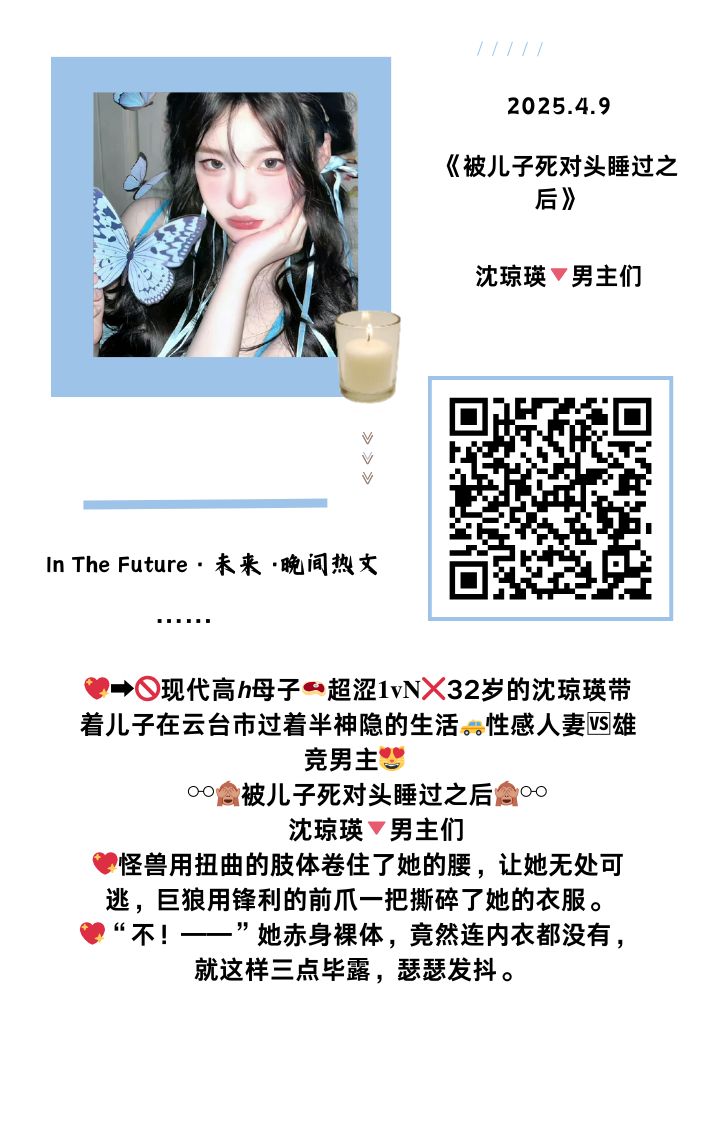 / / / / /
2025.4.9
《被儿子死对头睡过之
后》
沈琼瑛🔻男主们
In The Future · 未来 ·晚间热文
······
💖➡🚫现代高h母子🥩超涩1vN❌32岁的沈琼瑛带
着儿子在云台市过着半神隐的生活🚕性感人妻🆚雄
竞男主😻
👓🙈被儿子死对头睡过之后🙈👓
沈琼瑛🔻男主们
💖怪兽用扭曲的肢体卷住了她的腰，让她无处可
逃，巨狼用锋利的前爪一把撕碎了她的衣服。
💖“不！——”她赤身裸体，竟然连内衣都没有，
就这样三点毕露，瑟瑟发抖。